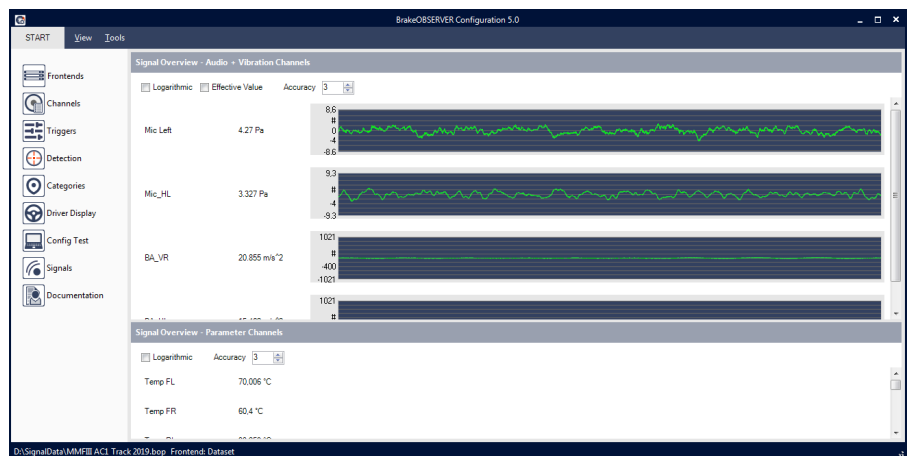 BrakeOBSERVER Configuration 5.0
START View Tools
Frontends
Channels
Triggers
Detection
Categories
Driver Display
Config Test
Signals
Documentation
Signal Overview - Audio + Vibration Channels
Logarithmic Effective Value Accuracy 3
Mic Left 4.27 Pa
8.6
#
0
-4
-8.6
Mic_HL 3.327 Pa
9.3
#
-4
-9.3
BA_VR 20.855 m/s^2
1021
#
-400
-1021
1021
#
Signal Overview - Parameter Channels
Logarithmic Accuracy 3
Temp FL 70,006 °C
Temp FR 60,4 °C
D:\SignalData\MMFIII AC1 Track 2019.bop Frontend: Dataset